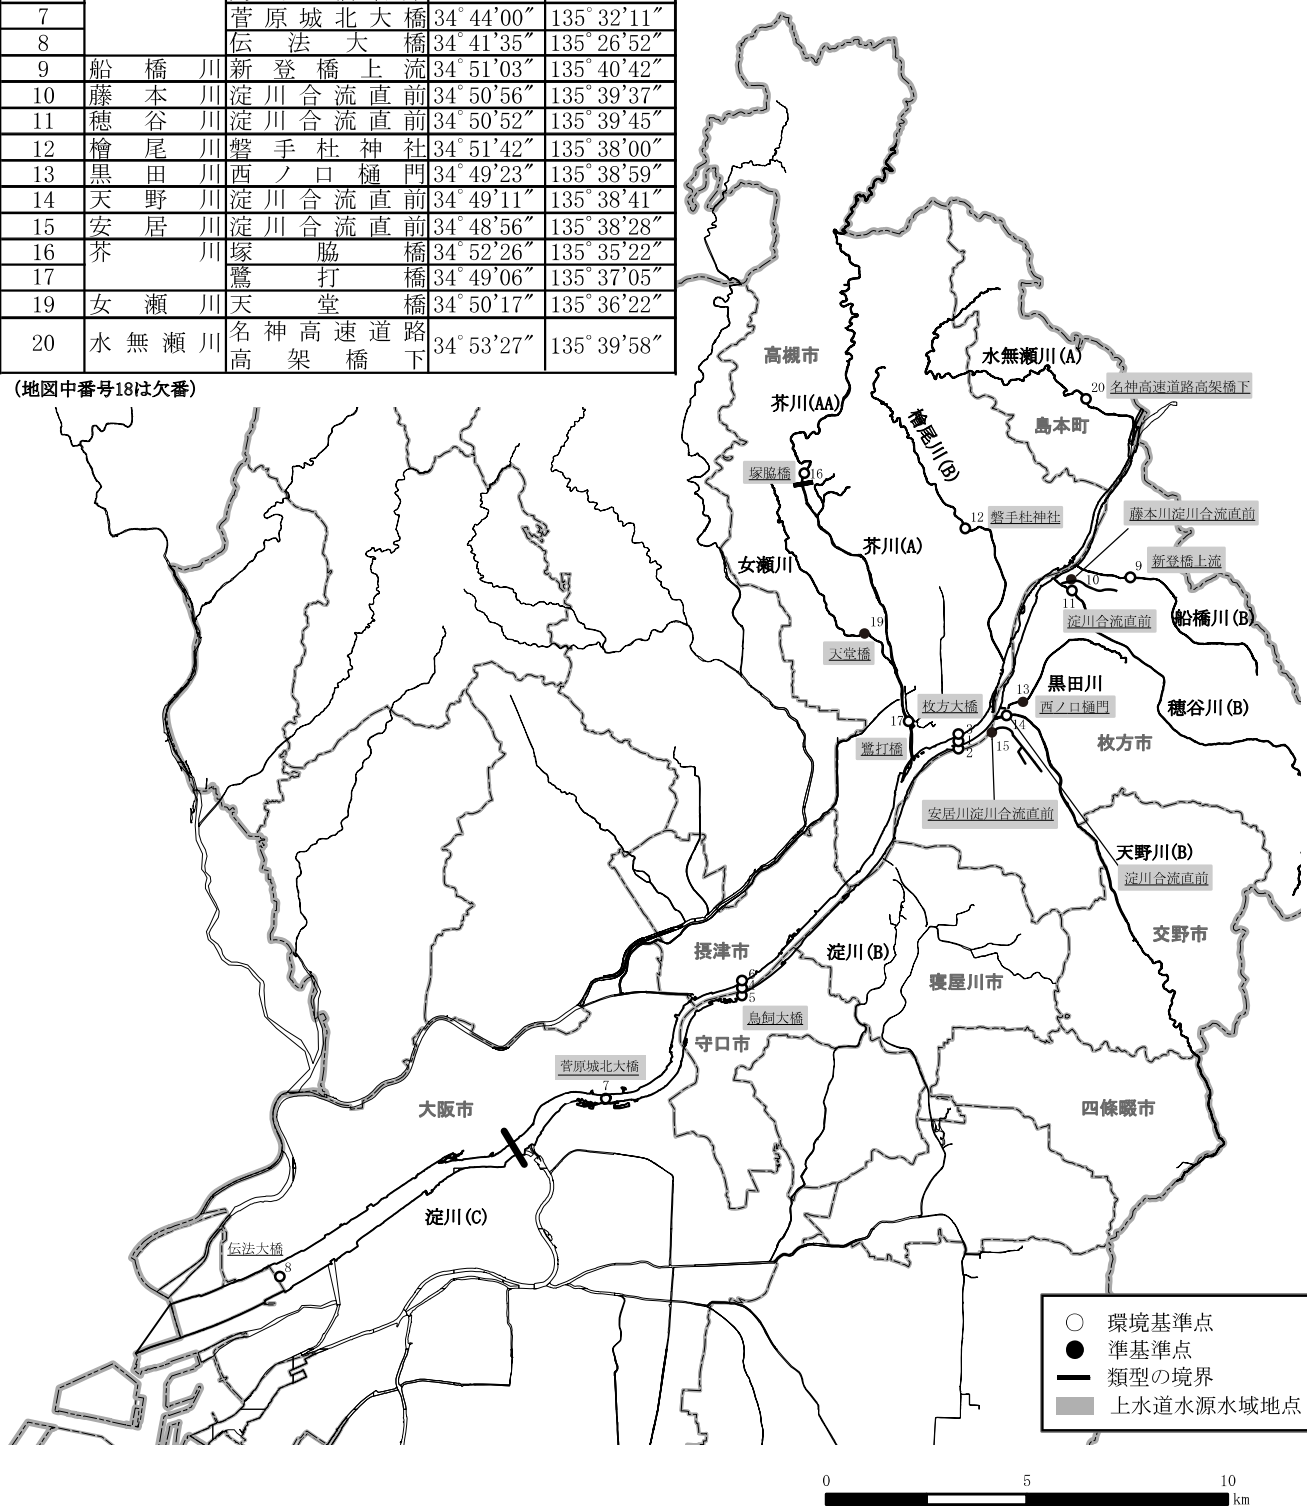 7 菅原城北大橋 34°44'00" 135°32'11"
8 伝法大橋 34°41'35" 135°26'52"
9 船橋川 新登橋上流 34°51'03" 135°40'42"
10 藤本川 淀川合流直前 34°50'56" 135°39'37"
11 穂谷川 淀川合流直前 34°50'52" 135°39'45"
12 檜尾川 磐手杜神社 34°51'42" 135°38'00"
13 黒田川 西ノ口樋門 34°49'23" 135°38'59"
14 天野川 淀川合流直前 34°49'11" 135°38'41"
15 安居川 淀川合流直前 34°48'56" 135°38'28"
16 芥川 塚脇橋 34°52'26" 135°35'22"
17 鷺打橋 34°49'06" 135°37'05"
19 女瀬川 天堂橋 34°50'17" 135°36'22"
20 水無瀬川 名神高速道路高架橋下 34°53'27" 135°39'58"
(地図中番号18は欠番)
高槻市
水無瀬川(A)
20 名神高速道路高架橋下
芥川(AA)
檜尾川(B)
島本町
塚脇橋 16
12 磐手杜神社
藤本川淀川合流直前
女瀬川
芥川(A)
新登橋上流
9
10
11
淀川合流直前
船橋川(B)
19
天堂橋
黒田川
13
西ノ口樋門
穂谷川(B)
枚方大橋
17
鷺打橋
3
2
14
15
枚方市
安居川淀川合流直前
天野川(B)
淀川合流直前
交野市
摂津市
淀川(B)
寝屋川市
6
5
鳥飼大橋
守口市
菅原城北大橋
7
大阪市
四條畷市
淀川(C)
伝法大橋
8
○ 環境基準点
● 準基準点
類型の境界
上水道水源水域地点
0 5 10
km